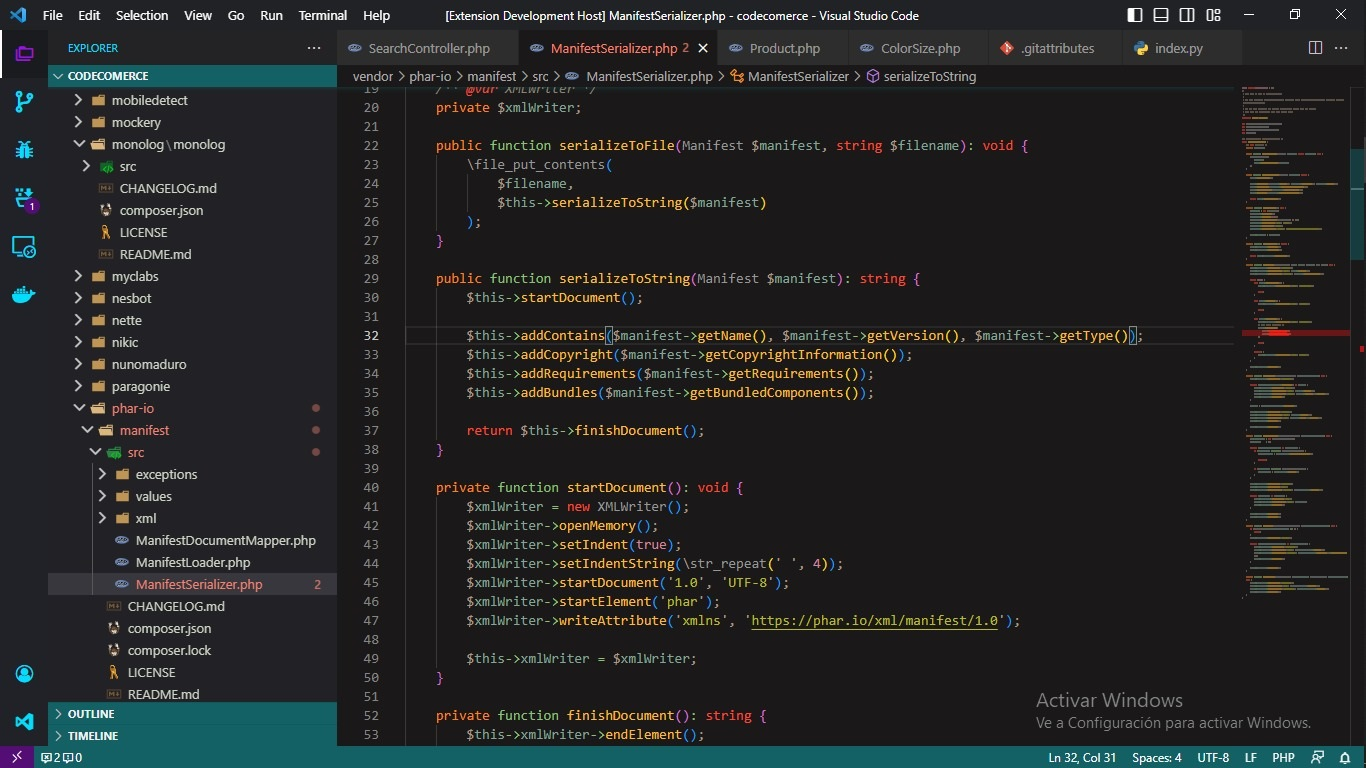 File Edit Selection View Go Run Terminal Help [Extension Development Host] ManifestSerializer.php - codecomerce - Visual Studio Code
EXPLORER ···
SearchController.php ManifestSerializer.php 2 Product.php ColorSize.php .gitattributes index.py
CODECOMERCE
vendor > phar-io > manifest > src > ManifestSerializer.php > ManifestSerializer > serializeToString
mobiledetect
mockery
monolog\monolog
src
CHANGELOG.md
composer.json
LICENSE
README.md
myclabs
nesbot
nette
nikic
nunomaduro
paragonie
phar-io
manifest
src
exceptions
values
xml
ManifestDocumentMapper.php
ManifestLoader.php
ManifestSerializer.php 2
CHANGELOG.md
composer.json
composer.lock
LICENSE
README.md
OUTLINE
TIMELINE
1
19 /** @var XMLWriter */
20 private $xmlWriter;
21
22 public function serializeToFile(Manifest $manifest, string $filename): void {
23 \file_put_contents(
24 $filename,
25 $this->serializeToString($manifest)
26 );
27 }
28
29 public function serializeToString(Manifest $manifest): string {
30 $this->startDocument();
31
32 $this->addContains($manifest->getName(), $manifest->getVersion(), $manifest->getType());
33 $this->addCopyright($manifest->getCopyrightInformation());
34 $this->addRequirements($manifest->getRequirements());
35 $this->addBundles($manifest->getBundledComponents());
36
37 return $this->finishDocument();
38 }
39
40 private function startDocument(): void {
41 $xmlWriter = new XMLWriter();
42 $xmlWriter->openMemory();
43 $xmlWriter->setIndent(true);
44 $xmlWriter->setIndentString(\str_repeat(' ', 4));
45 $xmlWriter->startDocument('1.0', 'UTF-8');
46 $xmlWriter->startElement('phar');
47 $xmlWriter->writeAttribute('xmlns', 'https://phar.io/xml/manifest/1.0');
48
49 $this->xmlWriter = $xmlWriter;
50 }
51
52 private function finishDocument(): string {
53 $this->xmlWriter->endElement();
Activar Windows
Ve a Configuración para activar Windows.
2 0 Ln 32, Col 31 Spaces: 4 UTF-8 LF PHP